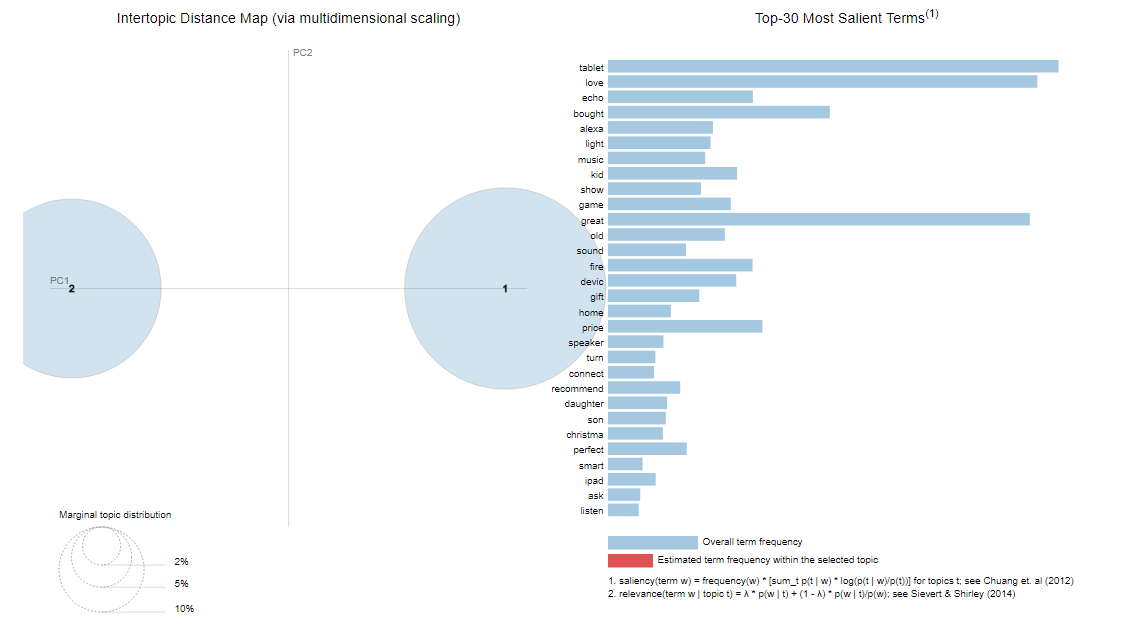 Intertopic Distance Map (via multidimensional scaling)
PC2
PC1
2
1
Marginal topic distribution
2%
5%
10%
Top-30 Most Salient Terms(1)
tablet
love
echo
bought
alexa
light
music
kid
show
game
great
old
sound
fire
devic
gift
home
price
speaker
turn
connect
recommend
daughter
son
christma
perfect
smart
ipad
ask
listen
Overall term frequency
Estimated term frequency within the selected topic
1. saliency(term w) = frequency(w) * [sum_t p(t | w) * log(p(t | w)/p(t))] for topics t; see Chuang et. al (2012)
2. relevance(term w | topic t) = λ * p(w | t) + (1 - λ) * p(w | t)/p(w); see Sievert & Shirley (2014)